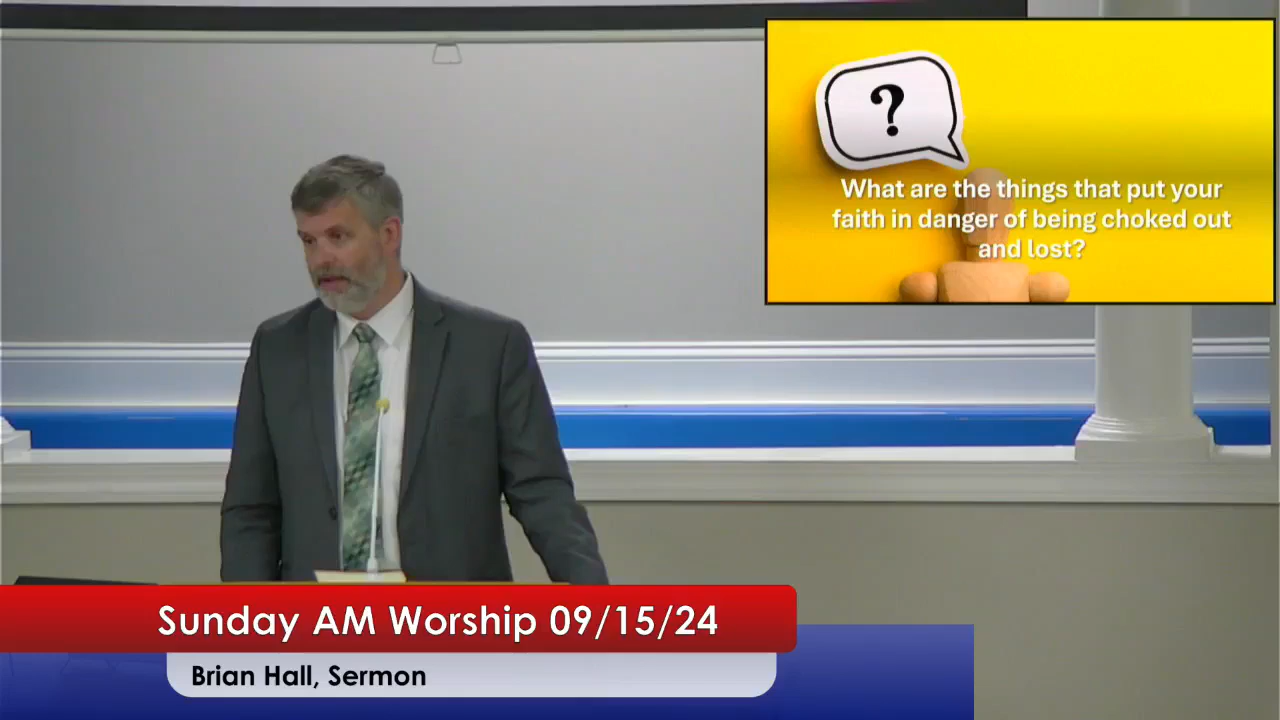 ?
What are the things that put your
faith in danger of being choked out
and lost?
Sunday AM Worship 09/15/24
Brian Hall, Sermon